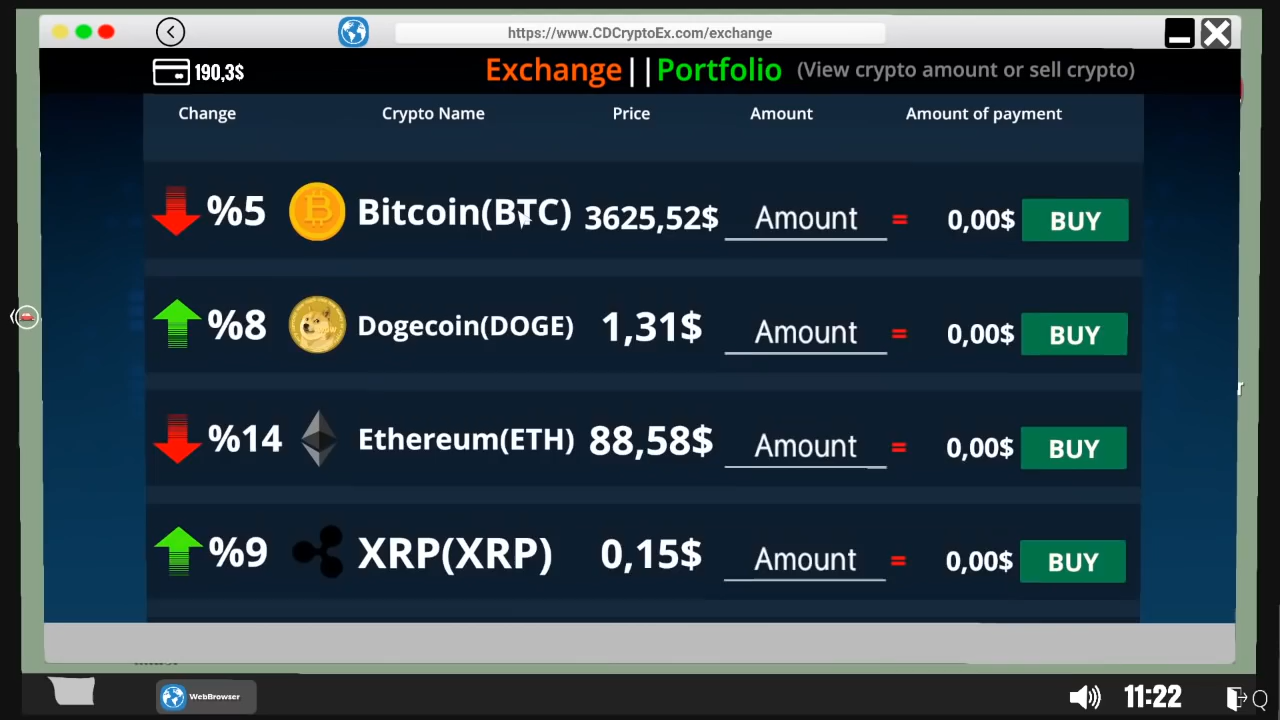 https://www.CDCryptoEx.com/exchange
190,3$ Exchange||Portfolio (View crypto amount or sell crypto)
Change Crypto Name Price Amount Amount of payment
%5 Bitcoin(BTC) 3625,52$ Amount = 0,00$ BUY
%8 Dogecoin(DOGE) 1,31$ Amount = 0,00$ BUY
%14 Ethereum(ETH) 88,58$ Amount = 0,00$ BUY
%9 XRP(XRP) 0,15$ Amount = 0,00$ BUY
WebBrowser 11:22 Q